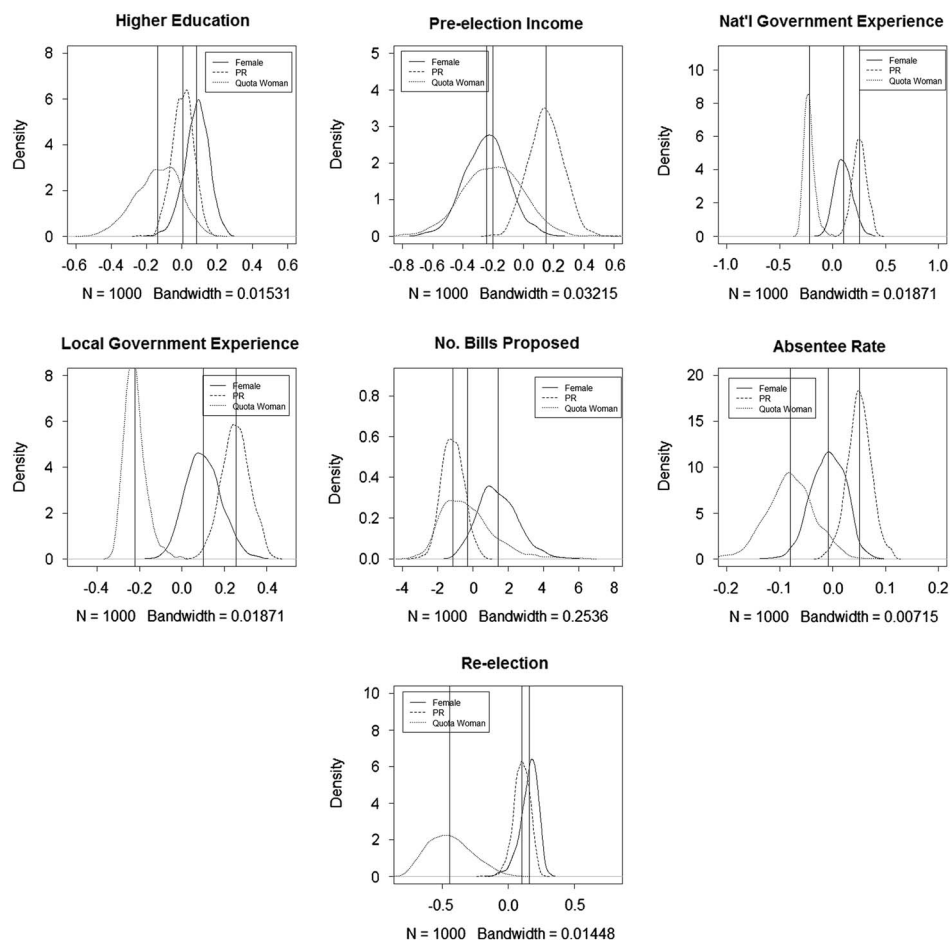 Higher Education
Density
8
6
4
2
0
Female
PR
Quota Woman
-0.6 -0.4 -0.2 0.0 0.2 0.4 0.6
N = 1000 Bandwidth = 0.01531
Pre-election Income
Density
5
4
3
2
1
0
Female
PR
Quota Woman
-0.8 -0.6 -0.4 -0.2 0.0 0.2 0.4 0.6
N = 1000 Bandwidth = 0.03215
Nat'l Government Experience
Density
10
8
6
4
2
0
Female
PR
Quota Woman
-1.0 -0.5 0.0 0.5 1.0
N = 1000 Bandwidth = 0.01871
Local Government Experience
Density
8
6
4
2
0
Female
PR
Quota Woman
-0.4 -0.2 0.0 0.2 0.4
N = 1000 Bandwidth = 0.01871
No. Bills Proposed
Density
0.8
0.6
0.4
0.2
0.0
Female
PR
Quota Woman
-4 -2 0 2 4 6 8
N = 1000 Bandwidth = 0.2536
Absentee Rate
Density
20
15
10
5
0
Female
PR
Quota Woman
-0.2 -0.1 0.0 0.1 0.2
N = 1000 Bandwidth = 0.00715
Re-election
Density
10
8
6
4
2
0
Female
PR
Quota Woman
-0.5 0.0 0.5
N = 1000 Bandwidth = 0.01448